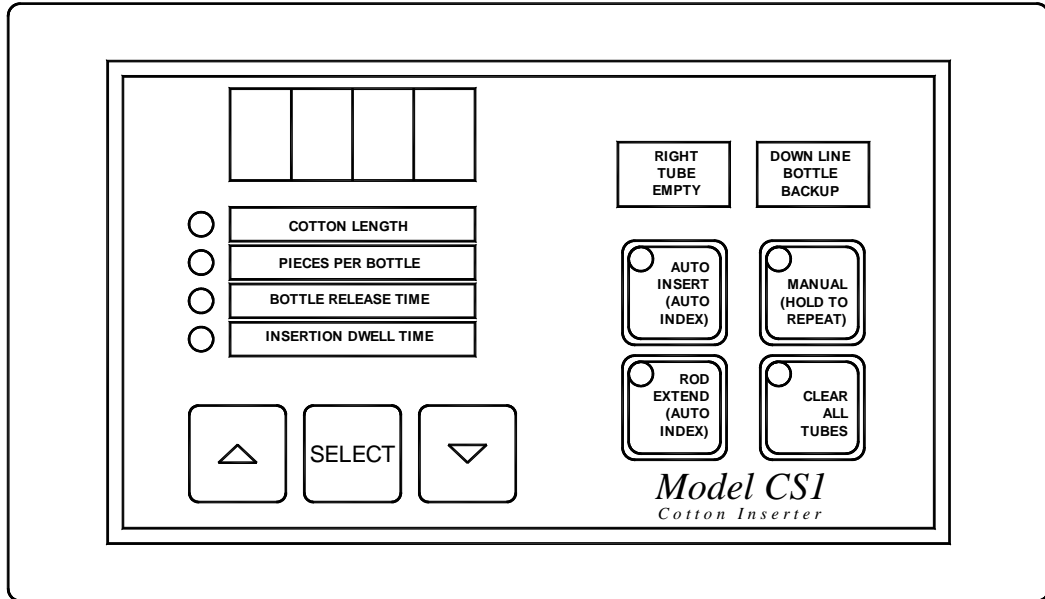 COTTON LENGTH
PIECES PER BOTTLE
BOTTLE RELEASE TIME
INSERTION DWELL TIME
SELECT
RIGHT
TUBE
EMPTY
DOWN LINE
BOTTLE
BACKUP
AUTO
INSERT
(AUTO
INDEX)
MANUAL
(HOLD TO
REPEAT)
ROD
EXTEND
(AUTO
INDEX)
CLEAR
ALL
TUBES
Model CS1
Cotton Inserter